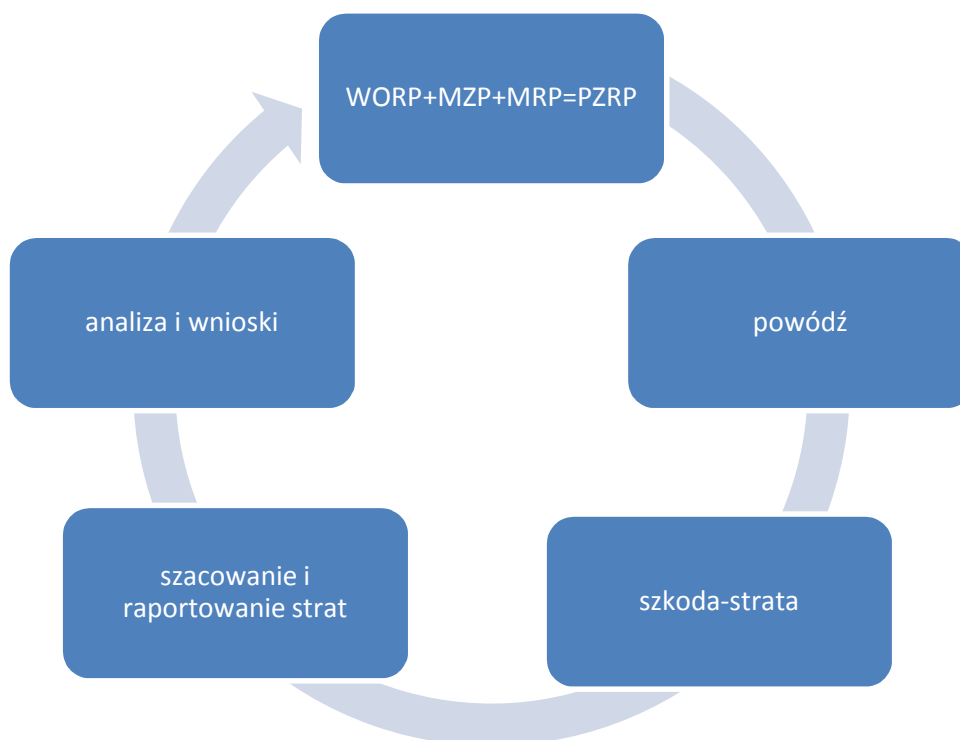 WORP+MZP+MRP=PZRP
powódź
szkoda-strata
szacowanie i
raportowanie strat
analiza i wnioski